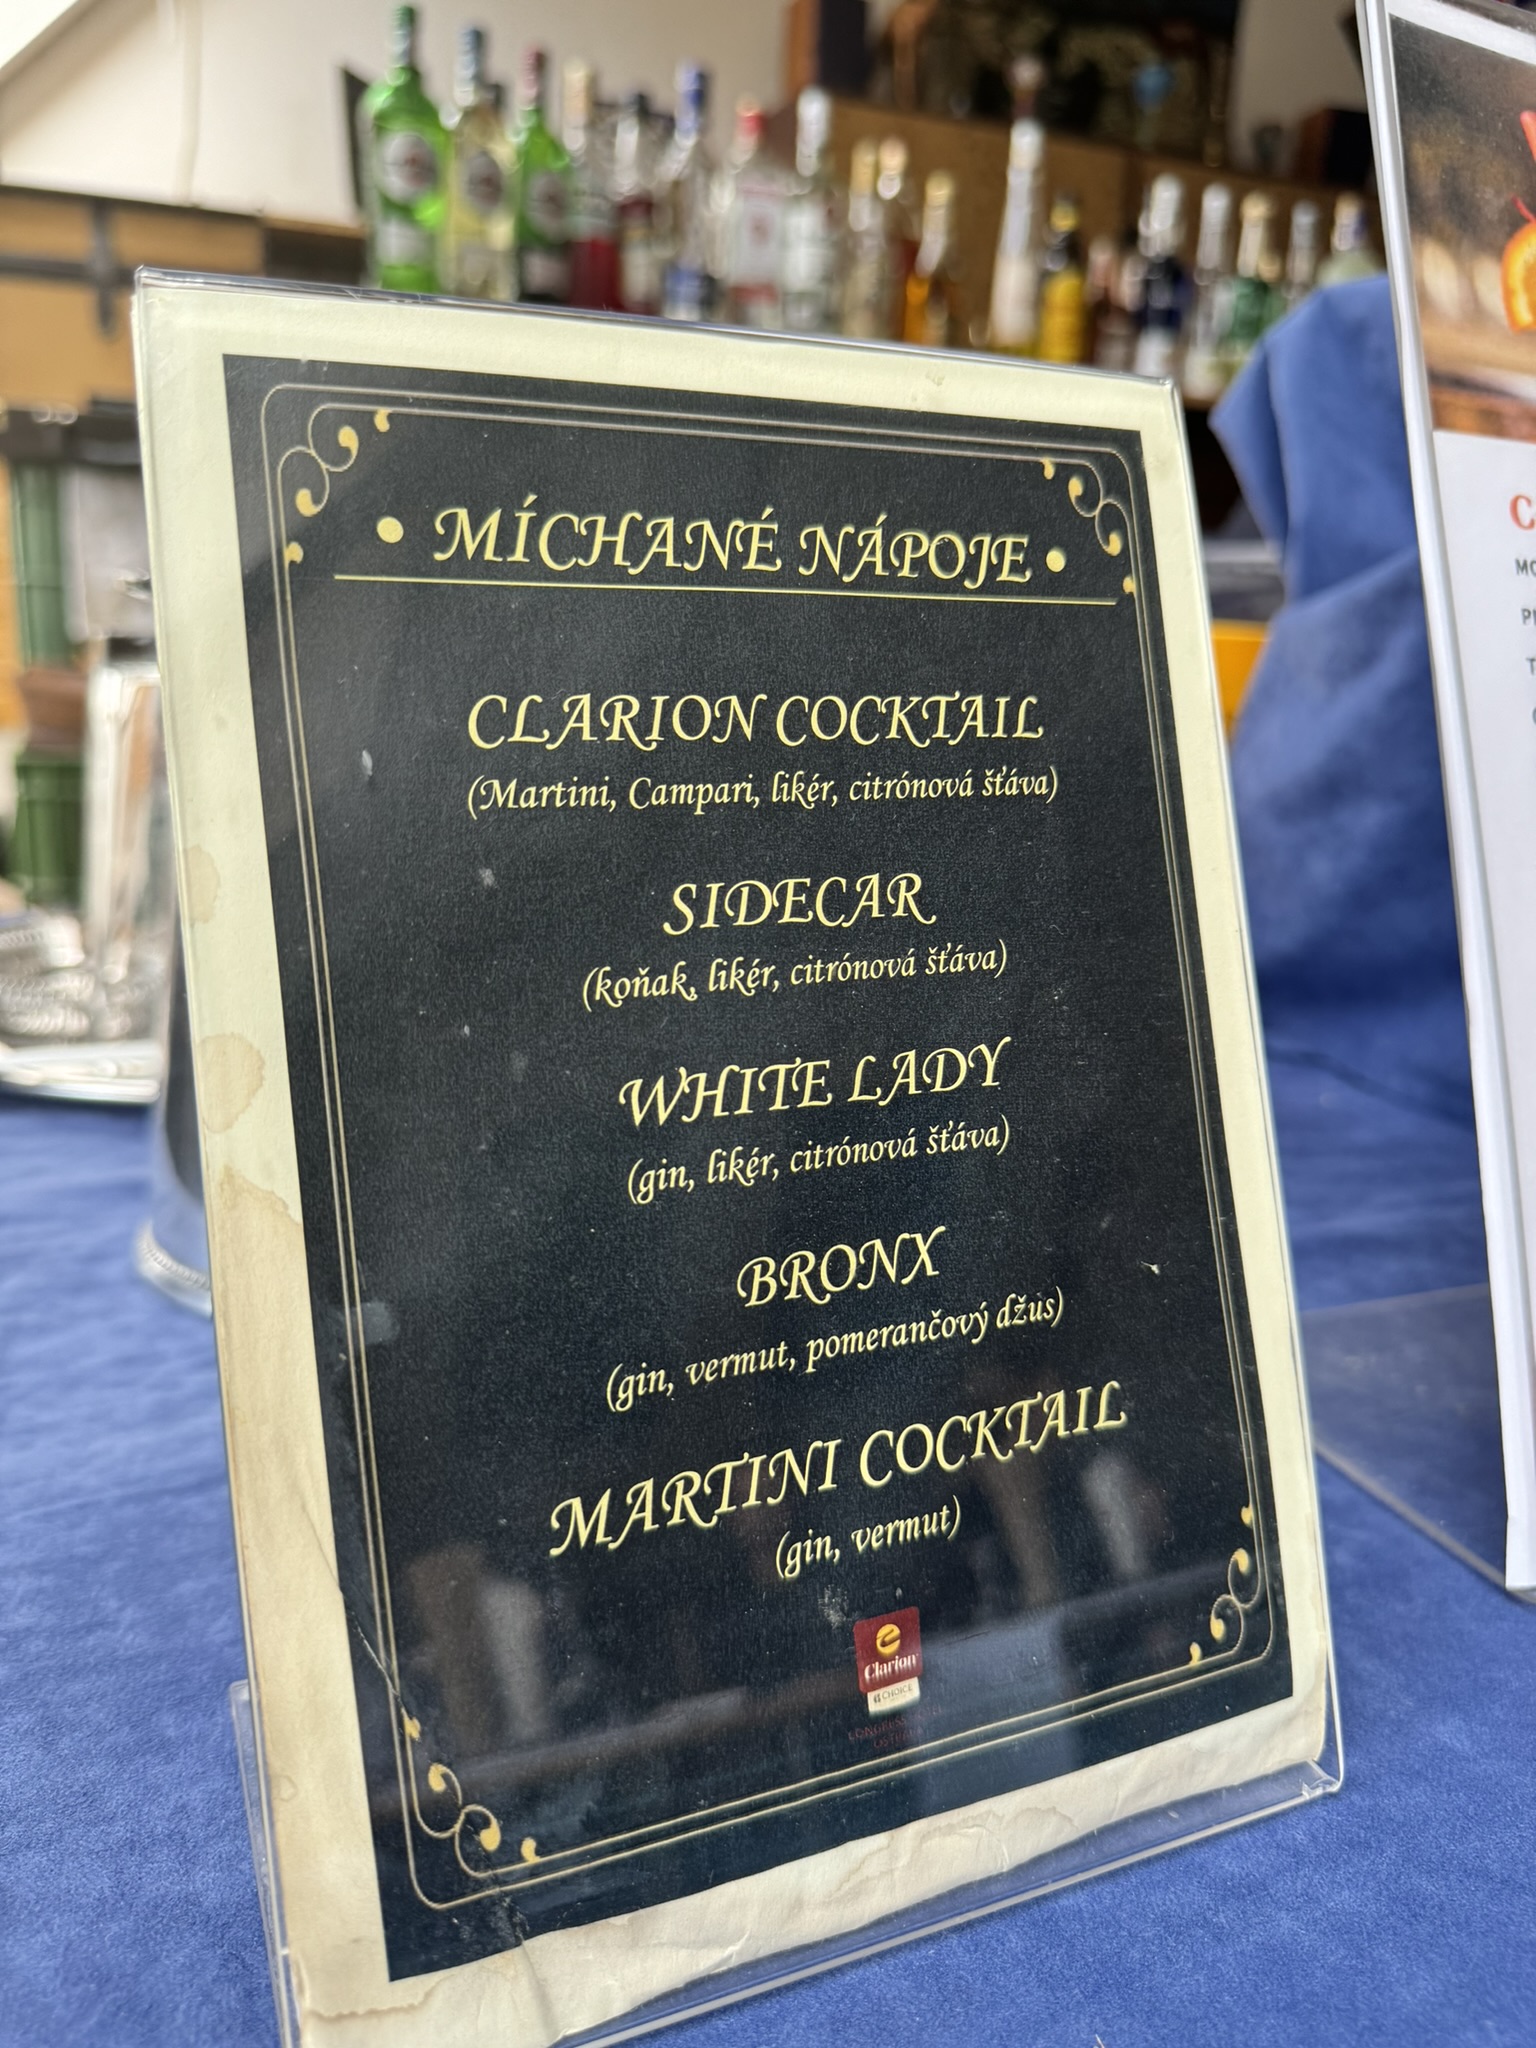 • MÍCHANÉ NÁPOJE •
CLARION COCKTAIL
(Martini, Campari, likér, citrónová šťáva)
SIDECAR
(koňak, likér, citrónová šťáva)
WHITE LADY
(gin, likér, citrónová šťáva)
BRONX
(gin, vermut, pomerančový džus)
MARTINI COCKTAIL
(gin, vermut)
Clarion
CHOICE